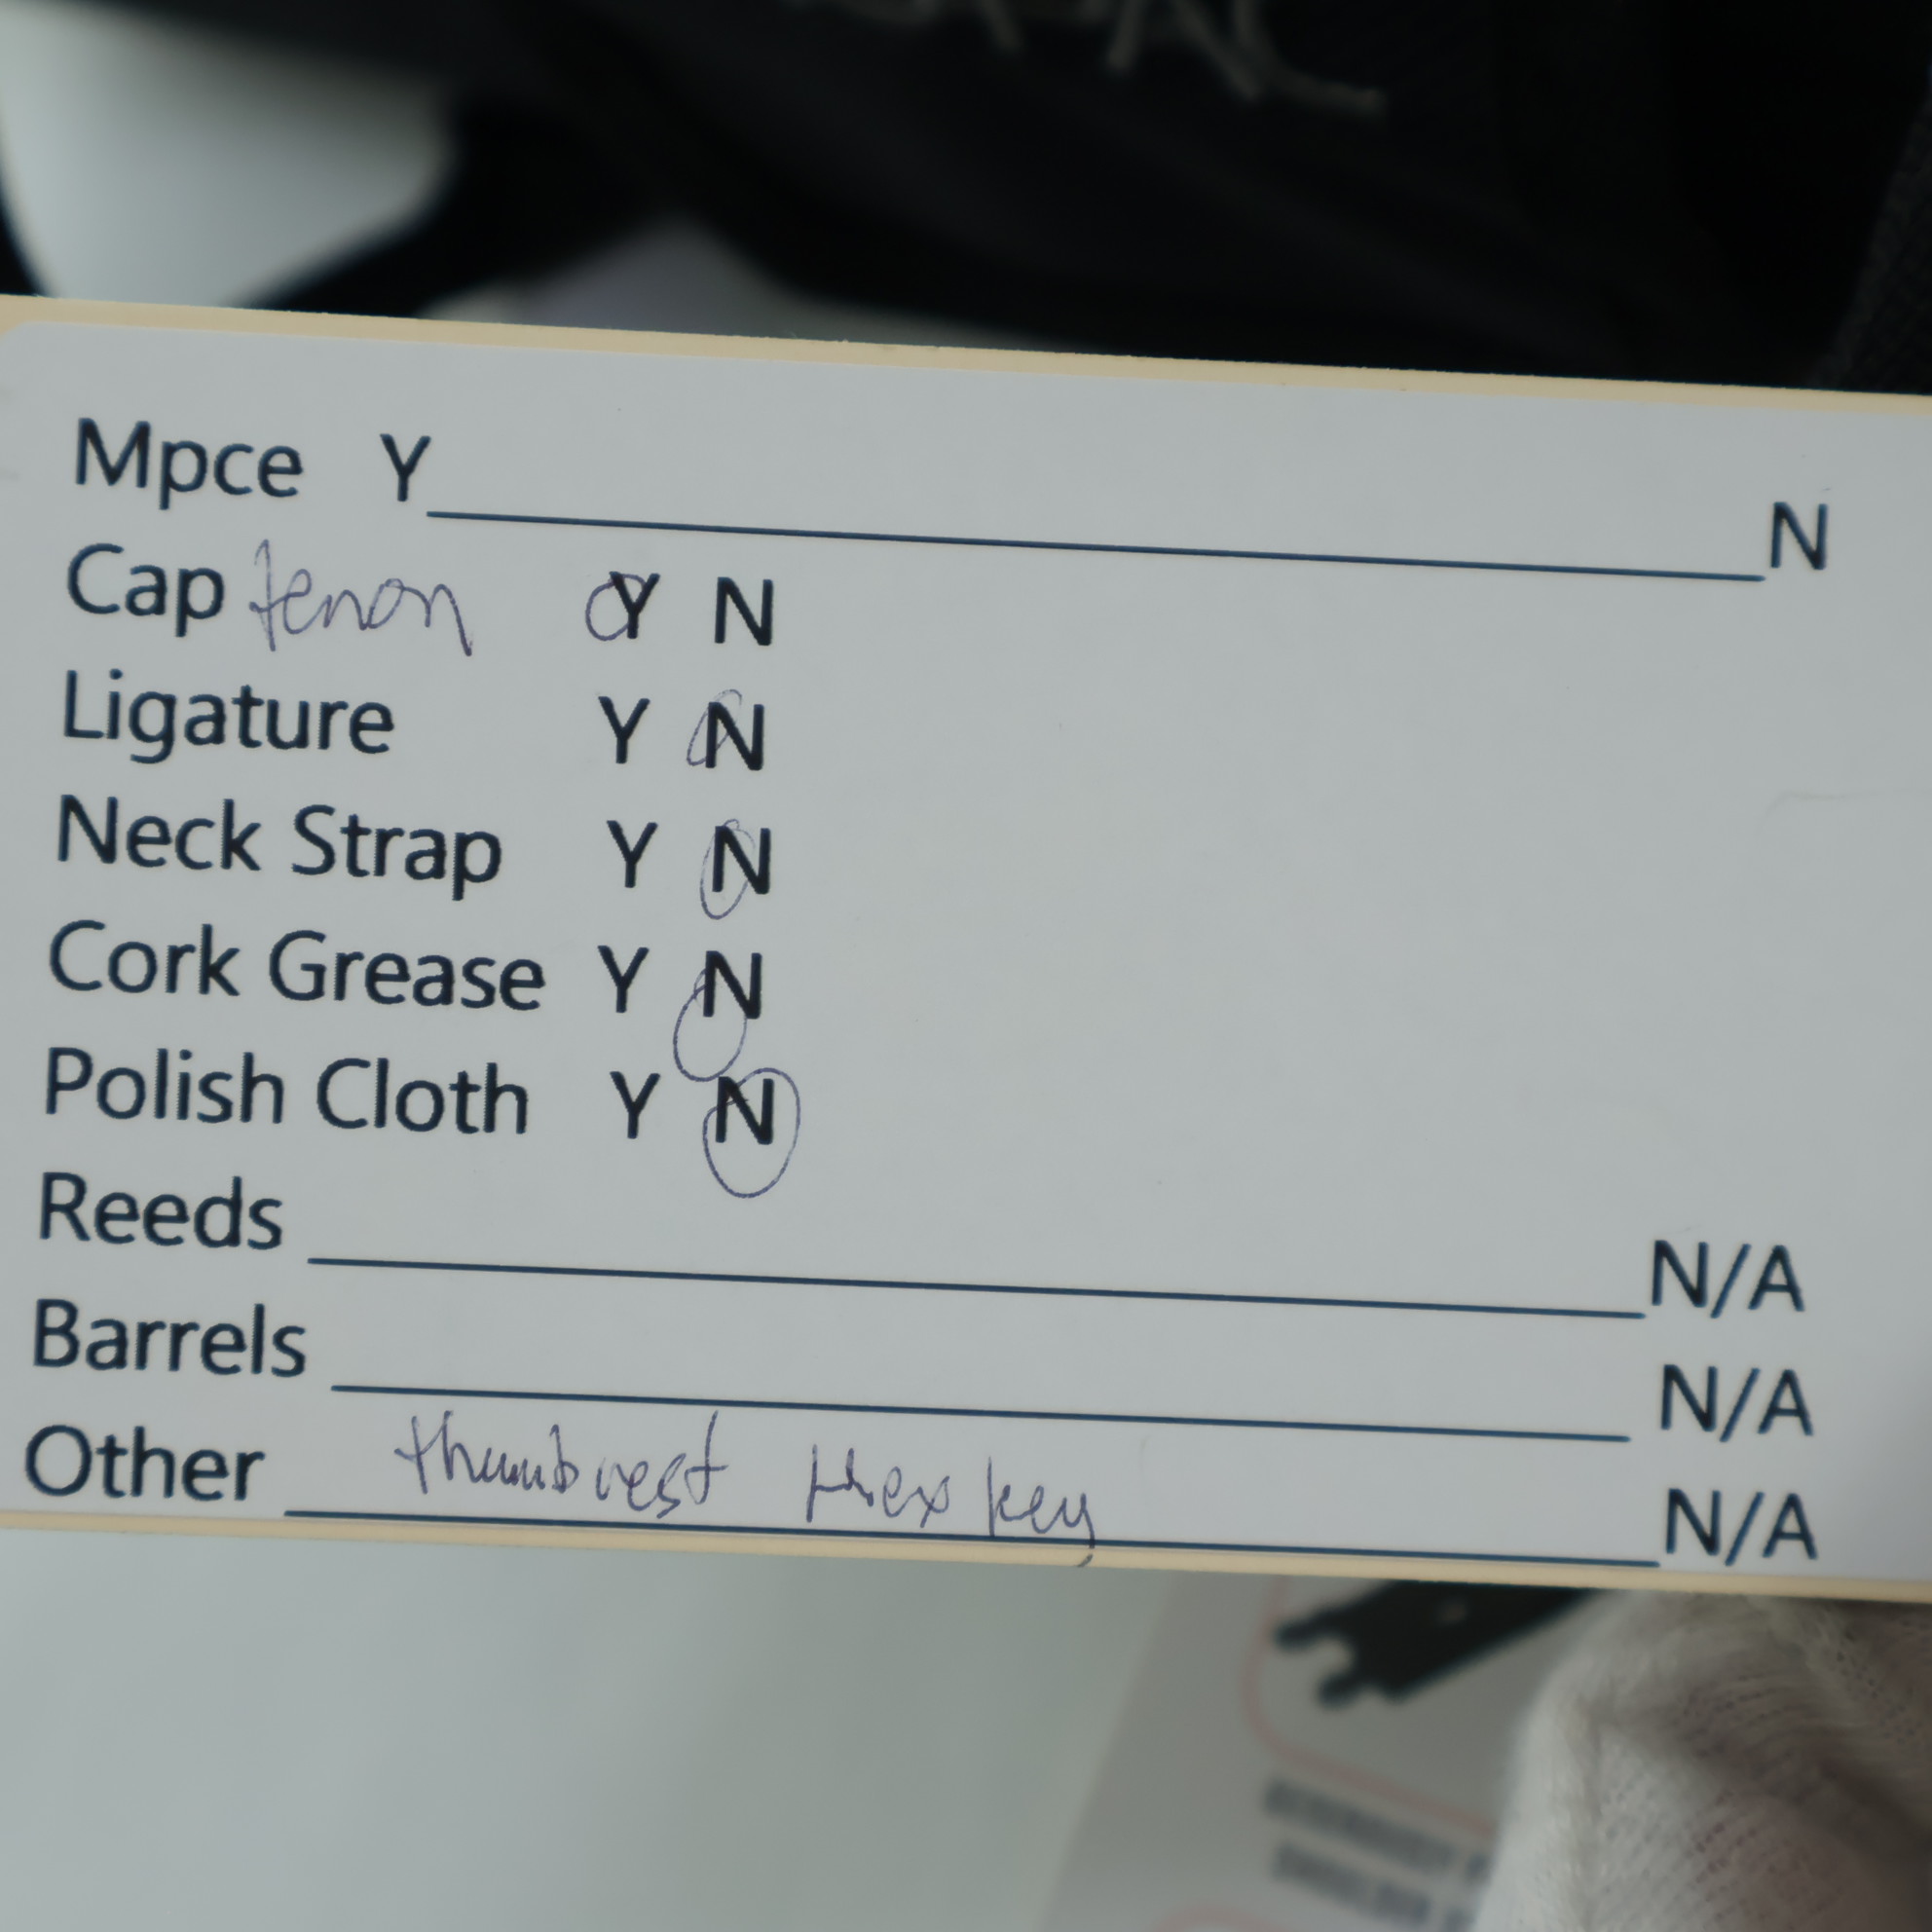 Mpce Y N
Cap tenon Y N
Ligature Y N
Neck Strap Y N
Cork Grease Y N
Polish Cloth Y N
Reeds N/A
Barrels N/A
Other thumbrest Hex key N/A